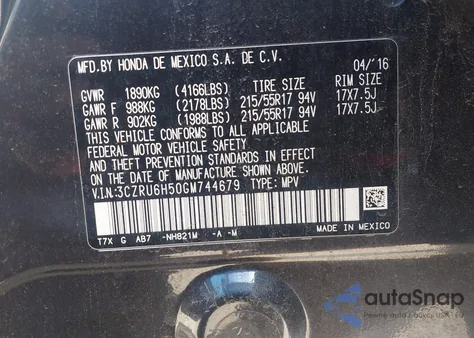 MFD.BY HONDA DE MEXICO S.A. DE C.V. 04/'16
GVWR 1890KG (4166LBS) TIRE SIZE RIM SIZE
GAWR F 988KG (2178LBS) 215/55R17 94V 17X7.5J
GAWR R 902KG (1988LBS) 215/55R17 94V 17X7.5J
THIS VEHICLE CONFORMS TO ALL APPLICABLE
FEDERAL MOTOR VEHICLE SAFETY
AND THEFT PREVENTION STANDARDS IN EFFECT
ON THE DATE OF MANUFACTURE SHOWN ABOVE.
V.I.N:3CZRU6H50GM744679 TYPE: MPV
T7X G AB7 -NH821M -A -M MADE IN MEXICO
autoSnap